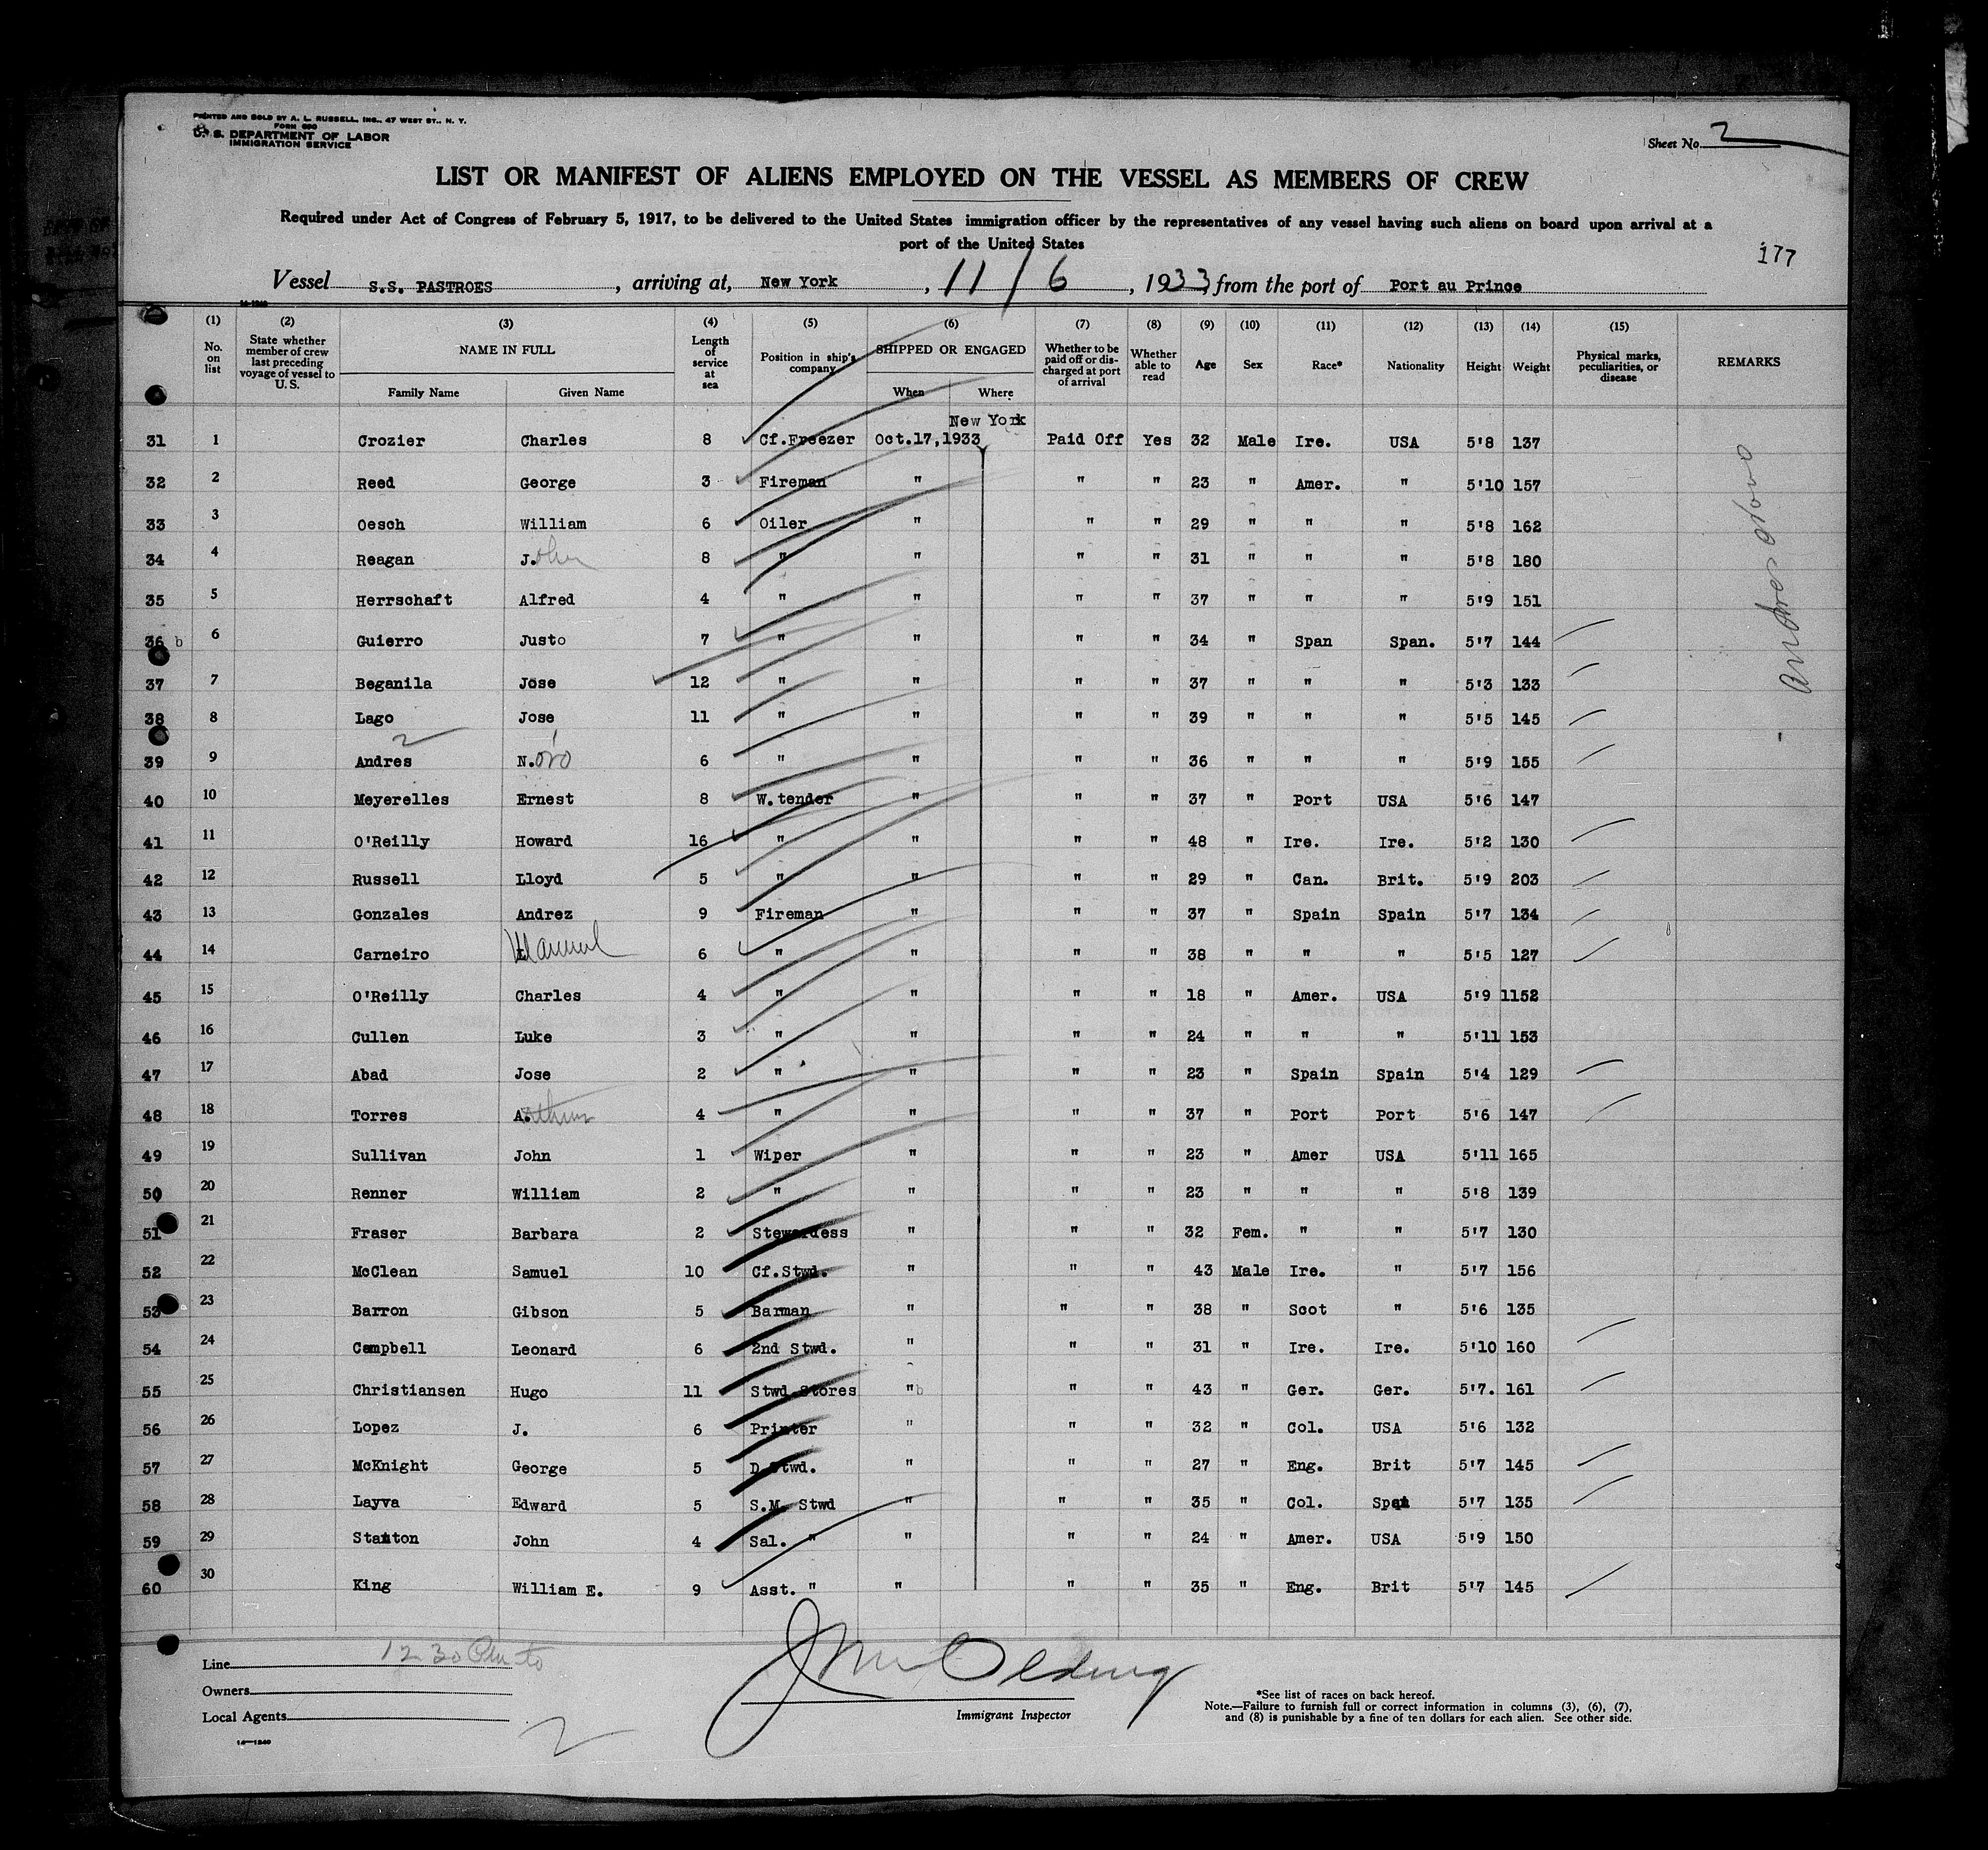 PRINTED AND SOLD BY A. L. RUSSELL, INC., 47 WEST ST., N. Y.
FORM 690
U. S. DEPARTMENT OF LABOR
IMMIGRATION SERVICE
Sheet No. 2
LIST OR MANIFEST OF ALIENS EMPLOYED ON THE VESSEL AS MEMBERS OF CREW
Required under Act of Congress of February 5, 1917, to be delivered to the United States immigration officer by the representatives of any vessel having such aliens on board upon arrival at a
port of the United States
177
Vessel S.S. PASTROES , arriving at, New York , 11/6 , 1933, from the port of Port au Prince
14-1240
(1) (2) (3) (4) (5) (6) (7) (8) (9) (10) (11) (12) (13) (14) (15)
No. on list State whether member of crew last preceding voyage of vessel to U. S. NAME IN FULL Family Name Given Name Length of service at sea Position in ship's company SHIPPED OR ENGAGED When Where Whether to be paid off or discharged at port of arrival Whether able to read Age Sex Race* Nationality Height Weight Physical marks, peculiarities, or disease REMARKS
New York
31 1 Crozier Charles 8 Cf.Freezer Oct.17,1933 Paid Off Yes 32 Male Ire. USA 5'8 137
32 2 Reed George 3 Fireman " " " 23 " Amer. " 5'10 157
33 3 Oesch William 6 Oiler " " " 29 " " " 5'8 162
34 4 Reagan J.ohn 8 " " " " 31 " " " 5'8 180
35 5 Herrschaft Alfred 4 " " " " 37 " " " 5'9 151
36 b 6 Guierro Justo 7 " " " " 34 " Span Span. 5'7 144
37 7 Beganila Jose 12 " " " " 37 " " " 5'3 133
38 8 Lago Jose 11 " " " " 39 " " " 5'5 145
2
39 9 Andres N.ovo 6 " " " " 36 " " " 5'9 155
40 10 Meyerelles Ernest 8 W.tender " " " 37 " Port USA 5'6 147
41 11 O'Reilly Howard 16 " " " " 48 " Ire. Ire. 5'2 130
42 12 Russell Lloyd 5 " " " " 29 " Can. Brit. 5'9 203
43 13 Gonzales Andrez 9 Fireman " " " 37 " Spain Spain 5'7 134
44 14 Carneiro Manuel 6 " " " " 38 " " " 5'5 127
45 15 O'Reilly Charles 4 " " " " 18 " Amer. USA 5'9 1152
46 16 Cullen Luke 3 " " " " 24 " " " 5'11 153
47 17 Abad Jose 2 " " " " 23 " Spain Spain 5'4 129
48 18 Torres A.rthur 4 " " " " 37 " Port Port 5'6 147
49 19 Sullivan John 1 Wiper " " " 23 " Amer USA 5'11 165
50 20 Renner William 2 " " " " 23 " " " 5'8 139
51 21 Fraser Barbara 2 Stewardess " " " 32 Fem. " " 5'7 130
52 22 McClean Samuel 10 Cf.Stwd. " " " 43 Male Ire. " 5'7 156
53 23 Barron Gibson 5 Barman " " " 38 " Scot " 5'6 135
54 24 Campbell Leonard 6 2nd Stwd. " " " 31 " Ire. Ire. 5'10 160
55 25 Christiansen Hugo 11 Stwd.Stores "b " " 43 " Ger. Ger. 5'7. 161
56 26 Lopez J. 6 Printer " " " 32 " Col. USA 5'6 132
57 27 McKnight George 5 D.Stwd. " " " 27 " Eng. Brit 5'7 145
58 28 Layva Edward 5 S.M. Stwd " " " 35 " Col. Span 5'7 135
59 29 Stanton John 4 Sal. " " " " 24 " Amer. USA 5'9 150
60 30 King William E. 9 Asst. " " " " 35 " Eng. Brit 5'7 145
Line 12 30
Owners
Local Agents
Immigrant Inspector
*See list of races on back hereof.
Note.—Failure to furnish full or correct information in columns (3), (6), (7),
and (8) is punishable by a fine of ten dollars for each alien. See other side.
14—1240
2